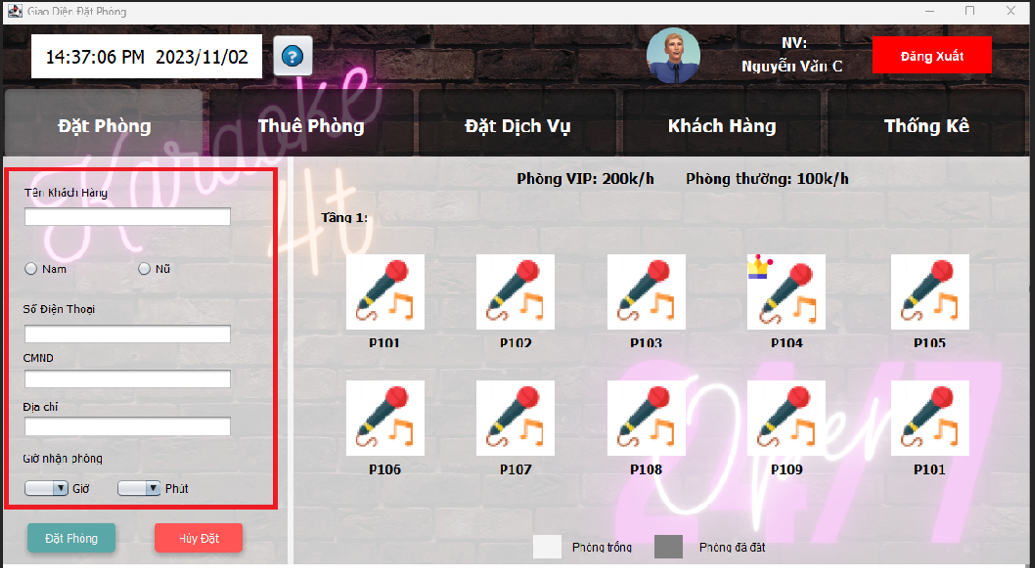 Giao Diện Đặt Phòng
14:37:06 PM 2023/11/02
?
NV:
Nguyễn Văn C
Đăng Xuất
Đặt Phòng
Thuê Phòng
Đặt Dịch Vụ
Khách Hàng
Thống Kê
Karaoke
4t
Tên Khách Hàng
Nam
Nữ
Số Điện Thoại
CMND
Địa chỉ
Giờ nhận phòng
Giờ
Phút
Đặt Phòng
Hủy Đặt
Phòng VIP: 200k/h
Phòng thường: 100k/h
Tầng 1:
P101
P102
P103
P104
P105
P106
P107
P108
P109
P101
Open
24/7
Phòng trống
Phòng đã đặt